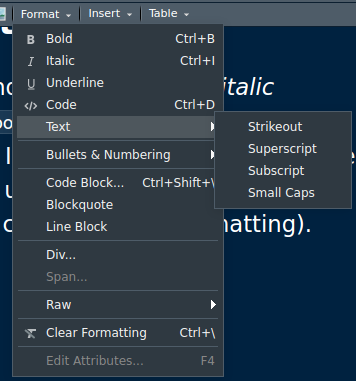 Format Insert Table
B Bold Ctrl+B
I Italic Ctrl+I
U Underline
</> Code Ctrl+D
italic
Text
Strikeout
Superscript
Subscript
Small Caps
Bullets & Numbering
Code Block... Ctrl+Shift+\
Blockquote
Line Block
matting).
Div...
Span...
Raw
Clear Formatting Ctrl+\
Edit Attributes... F4